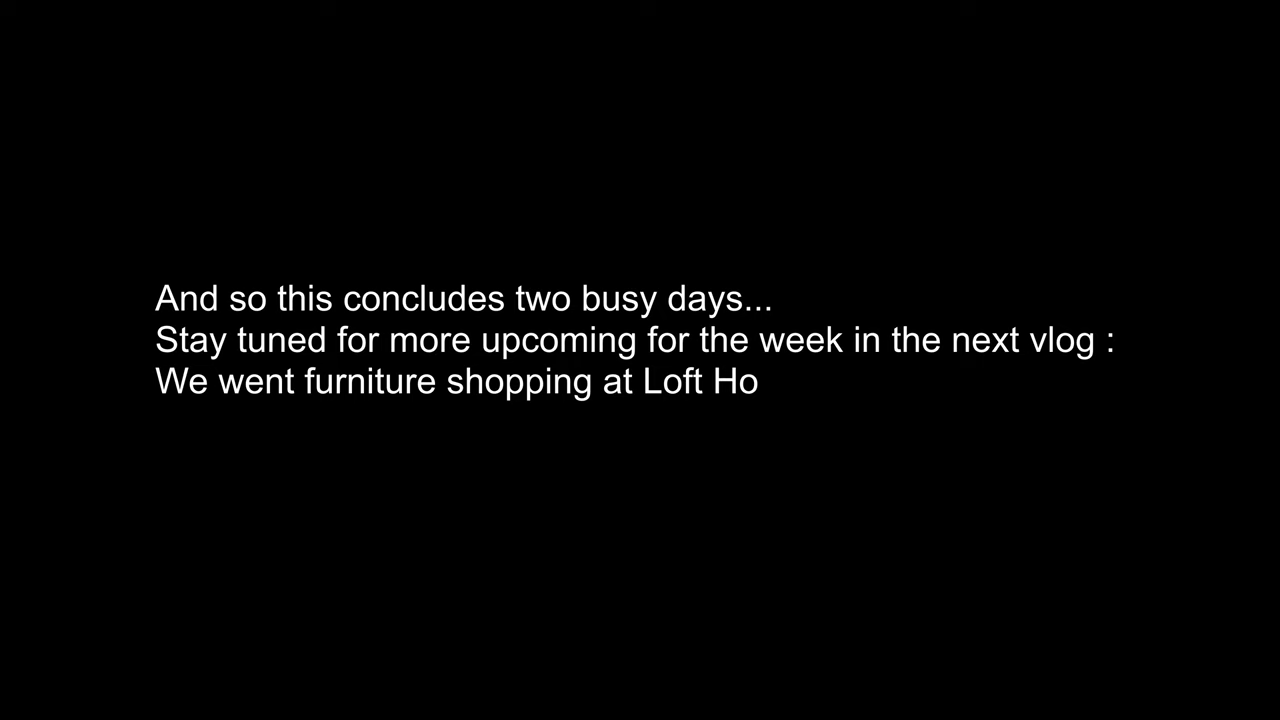 And so this concludes two busy days...
Stay tuned for more upcoming for the week in the next vlog :
We went furniture shopping at Loft Ho